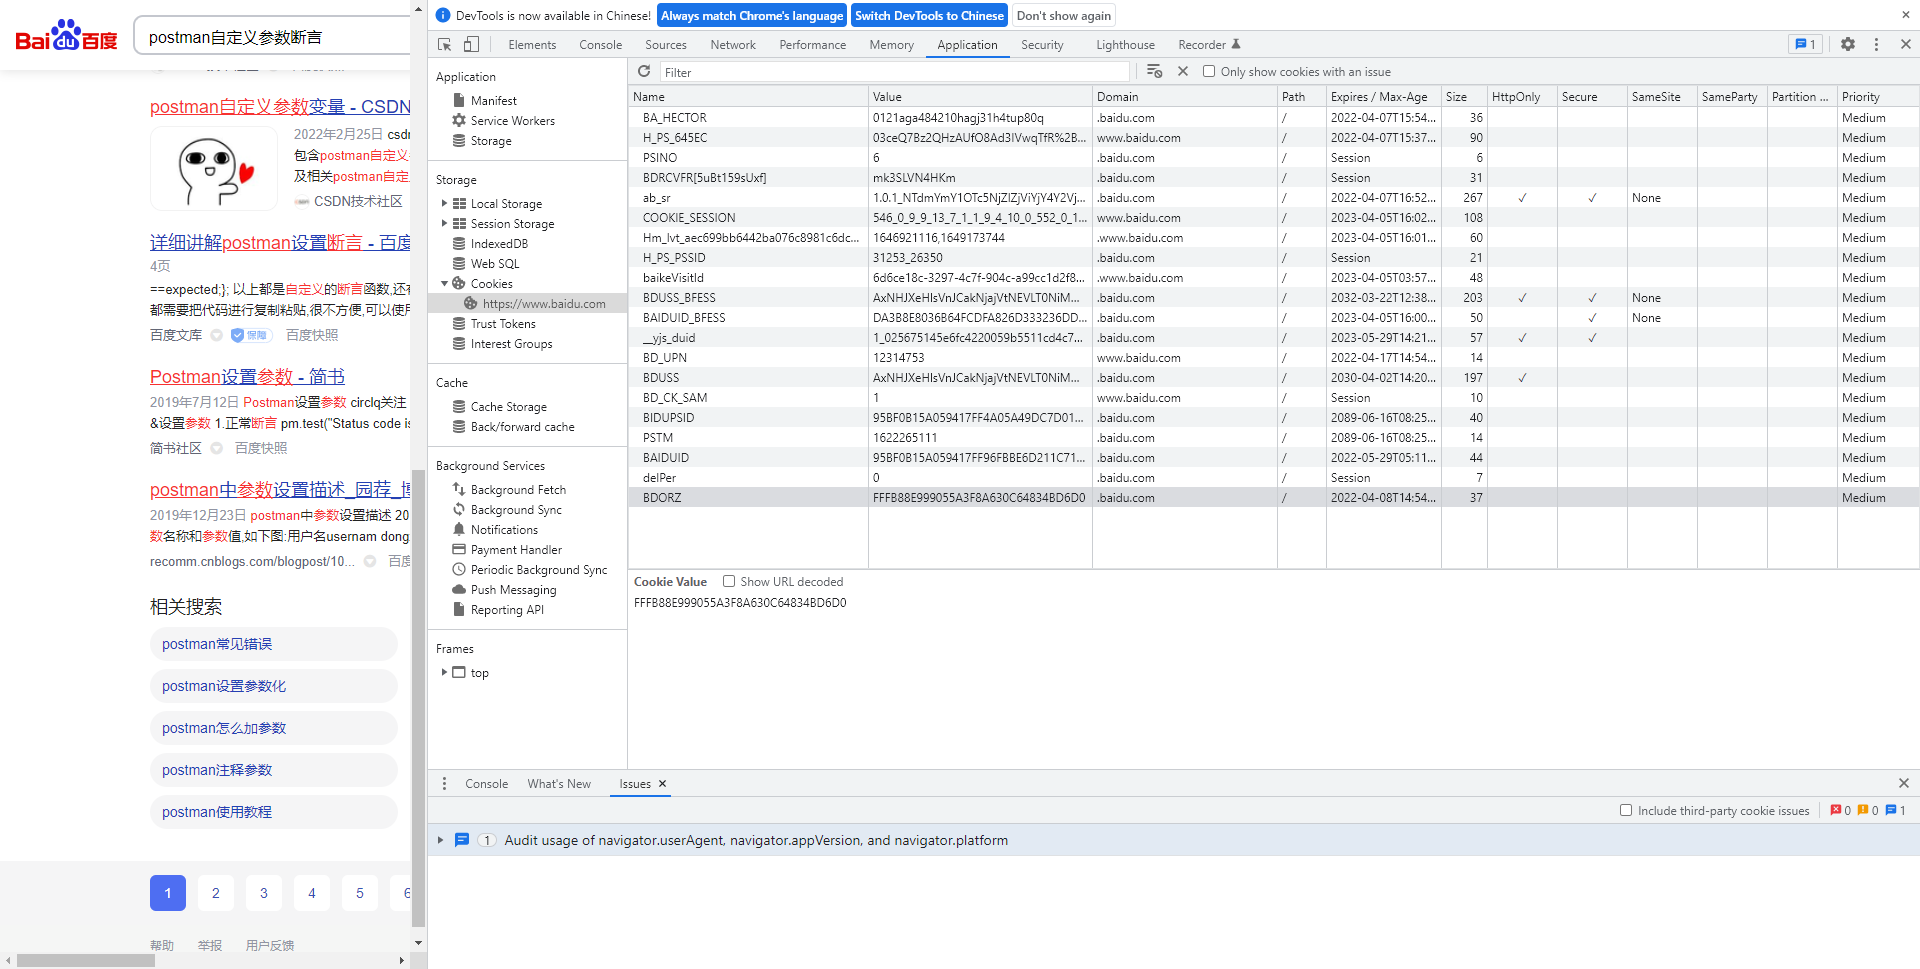 Bai du 百度
postman自定义参数断言
postman自定义参数变量 - CSDN
2022年2月25日
包含postman自定义
及相关postman自定
CSDN技术社区
详细讲解postman设置断言 - 百度
4页
==expected;}; 以上都是自定义的断言函数,还
都需要把代码进行复制粘贴,很不方便,可以使用
百度文库 保障 百度快照
Postman设置参数 - 简书
2019年7月12日 Postman设置参数 circlq关注
&设置参数 1.正常断言 pm.test("Status code is
简书社区 百度快照
postman中参数设置描述_园荐_博
2019年12月23日 postman中参数设置描述 20
数名称和参数值,如下图:用户名usernam dong
recomm.cnblogs.com/blogpost/10... 百度
相关搜索
postman常见错误
postman设置参数化
postman怎么加参数
postman注释参数
postman使用教程
1 2 3 4 5 6
帮助 举报 用户反馈
DevTools is now available in Chinese! Always match Chrome's language Switch DevTools to Chinese Don't show again
Elements Console Sources Network Performance Memory Application Security Lighthouse Recorder 1
Application
Manifest
Service Workers
Storage
Storage
Local Storage
Session Storage
IndexedDB
Web SQL
Cookies
https://www.baidu.com
Trust Tokens
Interest Groups
Cache
Cache Storage
Back/forward cache
Background Services
Background Fetch
Background Sync
Notifications
Payment Handler
Periodic Background Sync
Push Messaging
Reporting API
Frames
top
Filter Only show cookies with an issue
Name Value Domain Path Expires / Max-Age Size HttpOnly Secure SameSite SameParty Partition ... Priority
BA_HECTOR 0121aga484210hagj31h4tup80q .baidu.com / 2022-04-07T15:54... 36 Medium
H_PS_645EC 03ceQ7Bz2QHzAUfO8Ad3IVwqTfR%2B... www.baidu.com / 2022-04-07T15:37... 90 Medium
PSINO 6 .baidu.com / Session 6 Medium
BDRCVFR[5uBt159sUxf] mk3SLVN4HKm .baidu.com / Session 31 Medium
ab_sr 1.0.1_NTdmYmY1OTc5NjZlZjViYjY4Y2Vj... .baidu.com / 2022-04-07T16:52... 267 ✓ ✓ None Medium
COOKIE_SESSION 546_0_9_9_13_7_1_1_9_4_10_0_552_0_1... www.baidu.com / 2023-04-05T16:02... 108 Medium
Hm_lvt_aec699bb6442ba076c8981c6dc... 1646921116,1649173744 .www.baidu.com / 2023-04-05T16:01... 60 Medium
H_PS_PSSID 31253_26350 .baidu.com / Session 21 Medium
baikeVisitId 6d6ce18c-3297-4c7f-904c-a99cc1d2f8... .www.baidu.com / 2023-04-05T03:57... 48 Medium
BDUSS_BFESS AxNHJXeHlsVnJCakNjajVtNEVLT0NiM... .baidu.com / 2032-03-22T12:38... 203 ✓ ✓ None Medium
BAIDUID_BFESS DA3B8E8036B64FCDFA826D333236DD... .baidu.com / 2023-04-05T16:00... 50 ✓ None Medium
__yjs_duid 1_025675145e6fc4220059b5511cd4c7... .baidu.com / 2023-05-29T14:21... 57 ✓ ✓ Medium
BD_UPN 12314753 www.baidu.com / 2022-04-17T14:54... 14 Medium
BDUSS AxNHJXeHlsVnJCakNjajVtNEVLT0NiM... .baidu.com / 2030-04-02T14:20... 197 ✓ Medium
BD_CK_SAM 1 www.baidu.com / Session 10 Medium
BIDUPSID 95BF0B15A059417FF4A05A49DC7D01... .baidu.com / 2089-06-16T08:25... 40 Medium
PSTM 1622265111 .baidu.com / 2089-06-16T08:25... 14 Medium
BAIDUID 95BF0B15A059417FF96FBBE6D211C71... .baidu.com / 2022-05-29T05:11... 44 Medium
delPer 0 .baidu.com / Session 7 Medium
BDORZ FFFB88E999055A3F8A630C64834BD6D0 .baidu.com / 2022-04-08T14:54... 37 Medium
Cookie Value Show URL decoded
FFFB88E999055A3F8A630C64834BD6D0
Console What's New Issues
Include third-party cookie issues 0 0 1
1 Audit usage of navigator.userAgent, navigator.appVersion, and navigator.platform